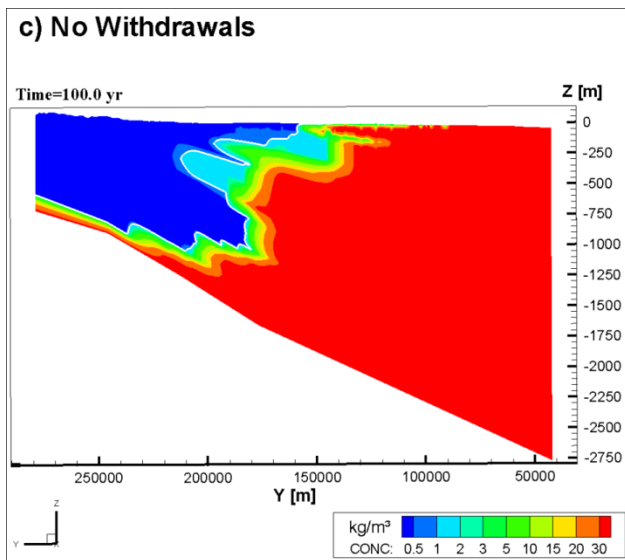 c) No Withdrawals
Time=100.0 yr
Z [m]
0
-250
-500
-750
-1000
-1250
-1500
-1750
-2000
-2250
-2500
-2750
250000 200000 150000 100000 50000
Y [m]
Z
Y X
kg/m³
CONC: 0.5 1 2 3 5 10 15 20 30